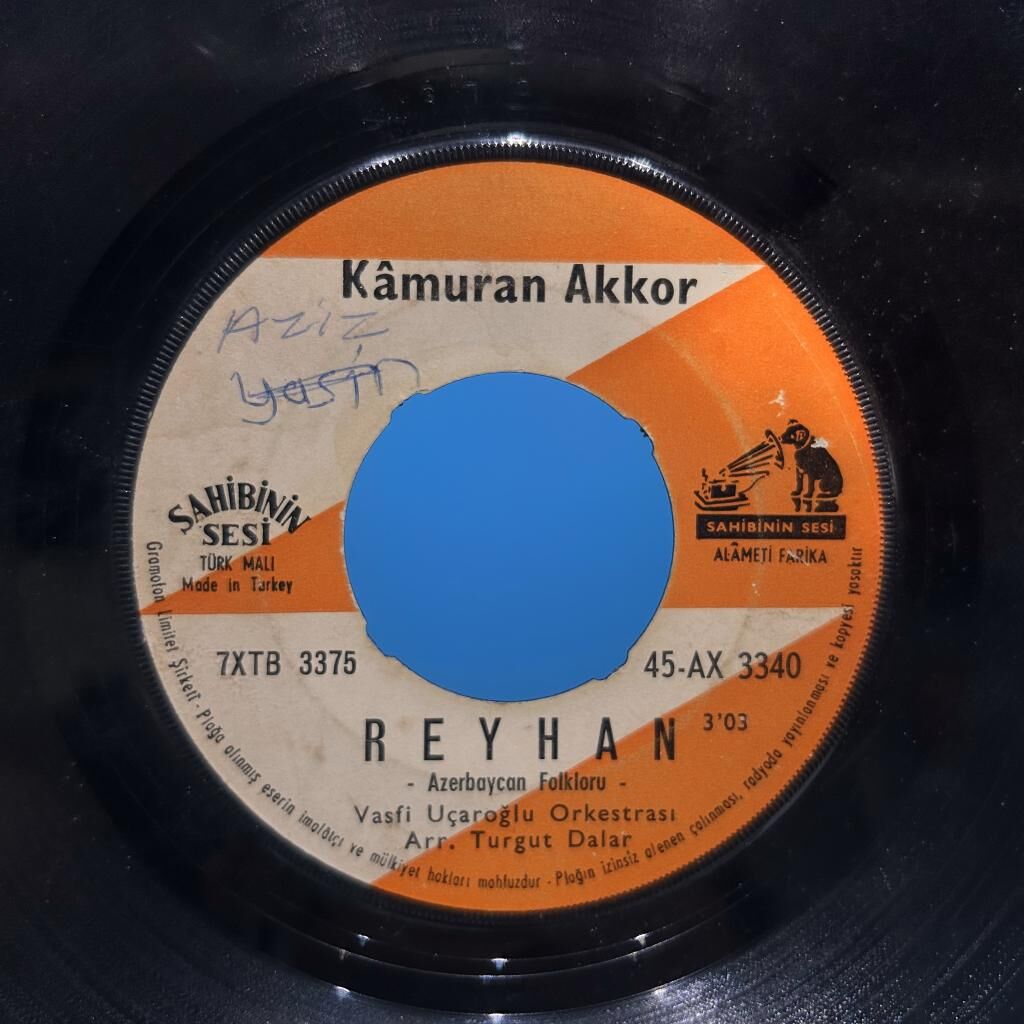 Kâmuran Akkor
Aziz
Yasin
SAHİBİNİN
SESİ
TÜRK MALI
Made in Turkey
SAHİBİNİN SESİ
ALÂMETİ FARİKA
7XTB 3375
45-AX 3340
REYHAN 3'03
- Azerbaycan Folkloru -
Vasfi Uçaroğlu Orkestrası
Arr. Turgut Dalar
Gramofon Limitet Şirketi - Plağa alınmış eserin imalâtçı ve mülkiyet hakları mahfuzdur - Plağın izinsiz alenen çalınması, radyoda yayınlanması ve kopyesi yasaktır